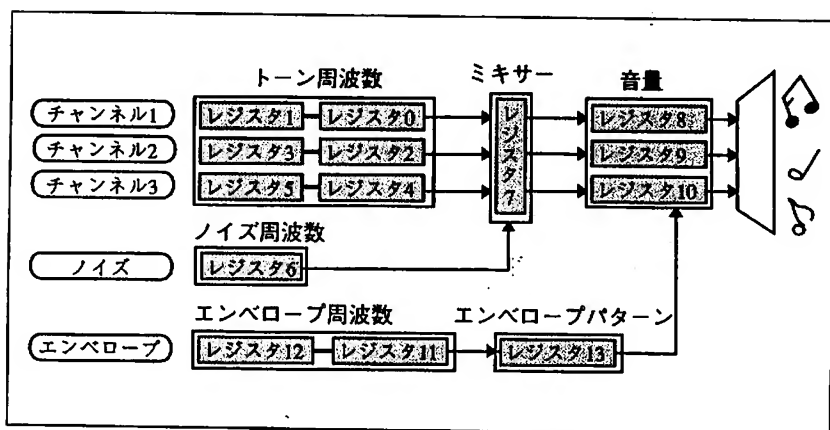 トーン周波数 ミキサー 音量
チャンネル1 レジスタ1 レジスタ0 レジスタ7 レジスタ8
チャンネル2 レジスタ3 レジスタ2 レジスタ9
チャンネル3 レジスタ5 レジスタ4 レジスタ10
ノイズ周波数
ノイズ レジスタ6
エンベロープ周波数 エンベロープパターン
エンベロープ レジスタ12 レジスタ11 レジスタ13